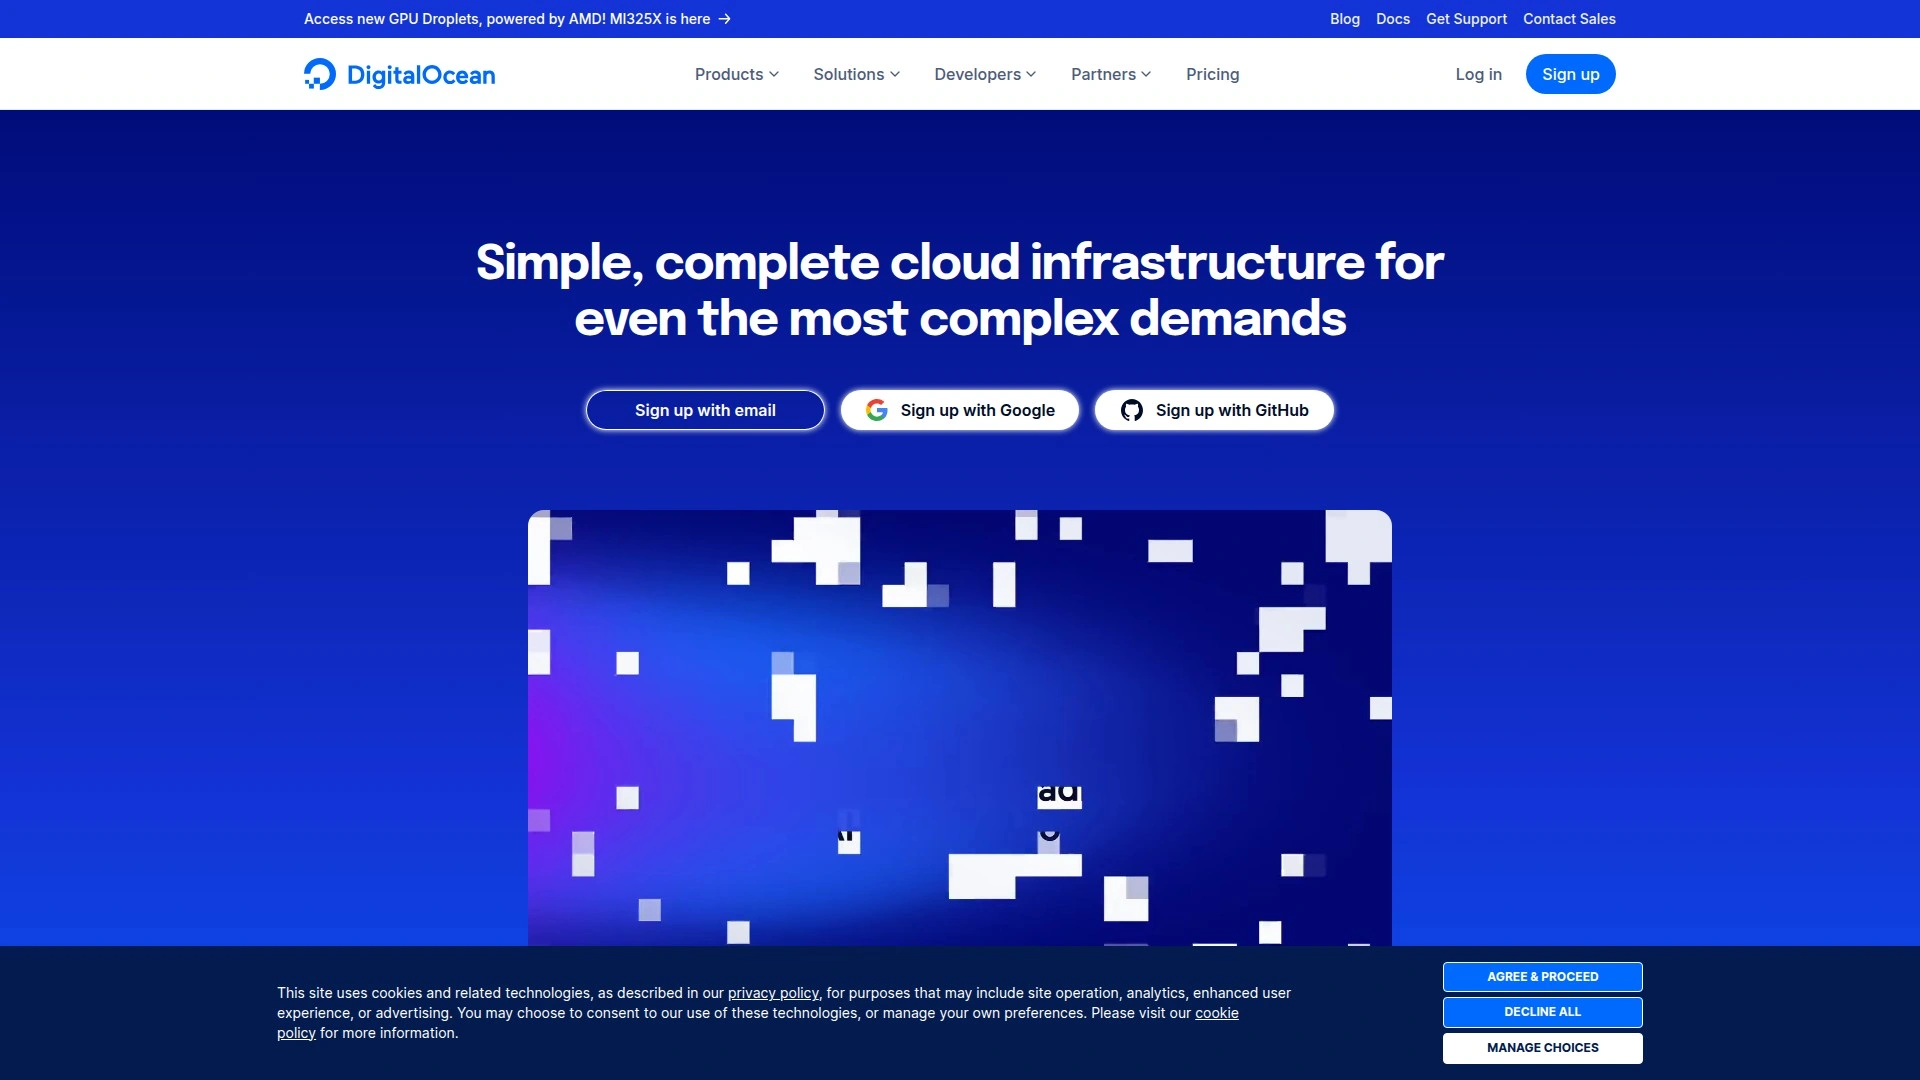 Access new GPU Droplets, powered by AMD! MI325X is here →
Blog Docs Get Support Contact Sales
DigitalOcean
Products Solutions Developers Partners Pricing
Log in Sign up
Simple, complete cloud infrastructure for
even the most complex demands
Sign up with email
Sign up with Google
Sign up with GitHub
ad
This site uses cookies and related technologies, as described in our privacy policy, for purposes that may include site operation, analytics, enhanced user
experience, or advertising. You may choose to consent to our use of these technologies, or manage your own preferences. Please visit our cookie
policy for more information.
AGREE & PROCEED
DECLINE ALL
MANAGE CHOICES